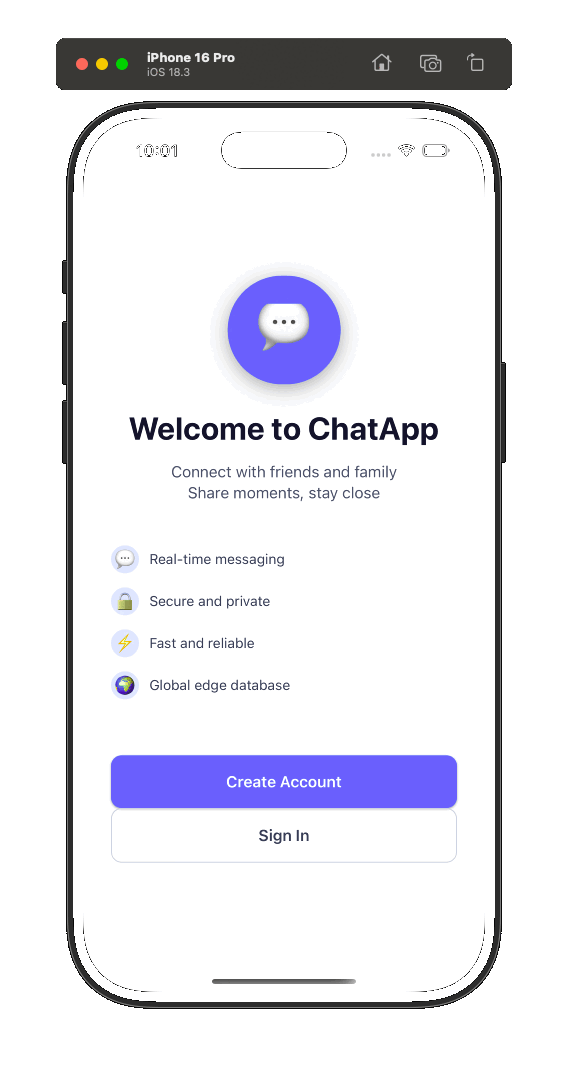 iPhone 16 Pro
iOS 18.3
10:01
Welcome to ChatApp
Connect with friends and family
Share moments, stay close
Real-time messaging
Secure and private
Fast and reliable
Global edge database
Create Account
Sign In